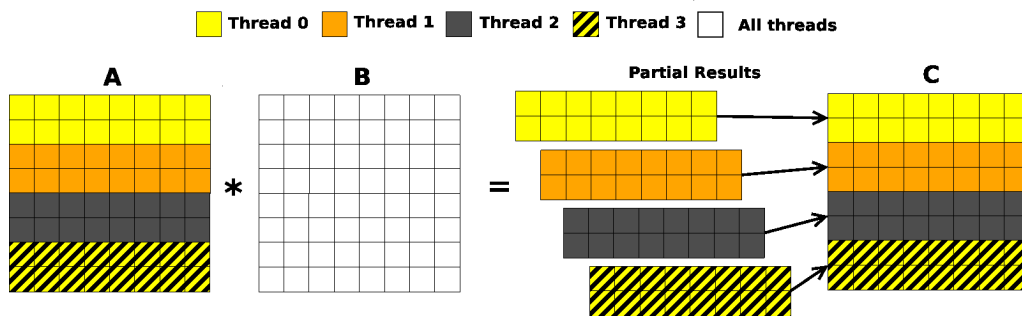 Thread 0 Thread 1 Thread 2 Thread 3 All threads
A B Partial Results C
* =